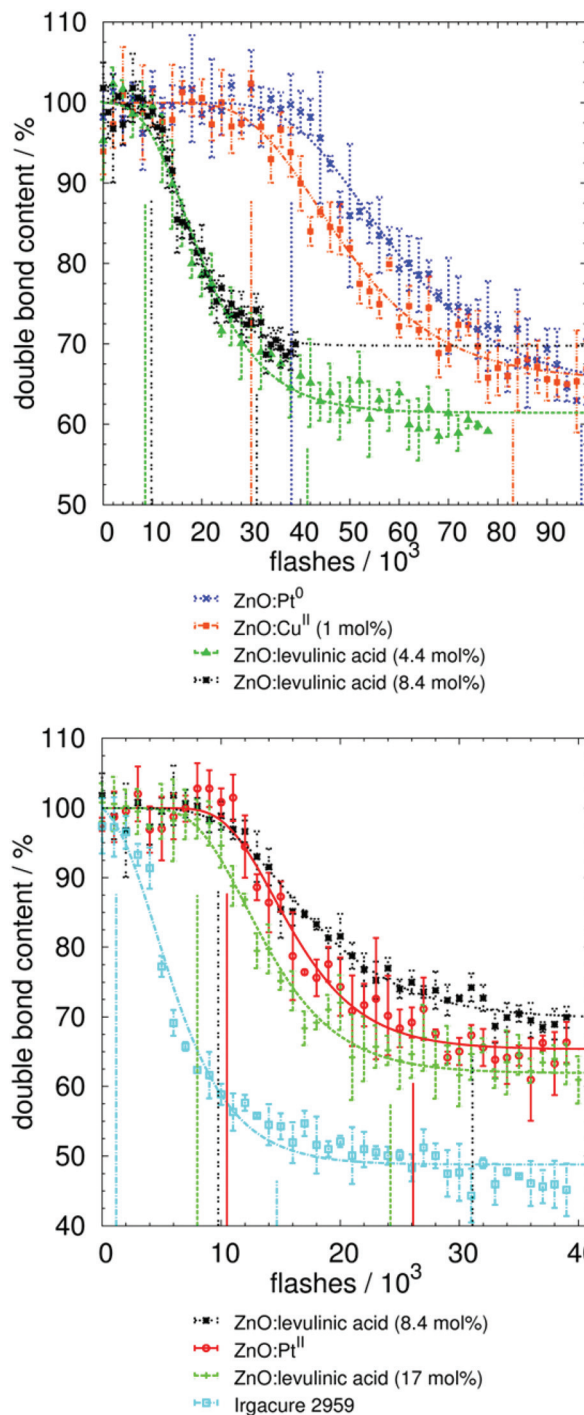 110
100
90
80
70
60
50
double bond content / %
0 10 20 30 40 50 60 70 80 90
flashes / 10³
ZnO:Pt⁰
ZnO:Cuᴵᴵ (1 mol%)
ZnO:levulinic acid (4.4 mol%)
ZnO:levulinic acid (8.4 mol%)
110
100
90
80
70
60
50
40
double bond content / %
0 10 20 30
flashes / 10³
ZnO:levulinic acid (8.4 mol%)
ZnO:Ptᴵᴵ
ZnO:levulinic acid (17 mol%)
Irgacure 2959